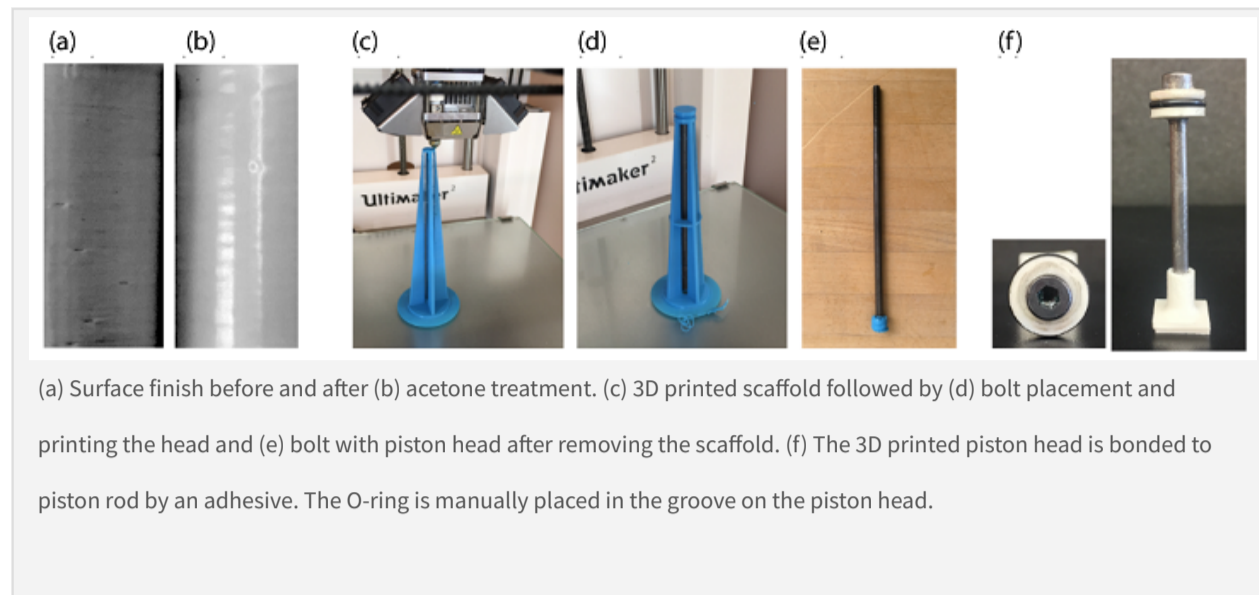 (a) (b) (c) (d) (e) (f)
Ultimaker²
timaker²
(a) Surface finish before and after (b) acetone treatment. (c) 3D printed scaffold followed by (d) bolt placement and
printing the head and (e) bolt with piston head after removing the scaffold. (f) The 3D printed piston head is bonded to
piston rod by an adhesive. The O-ring is manually placed in the groove on the piston head.